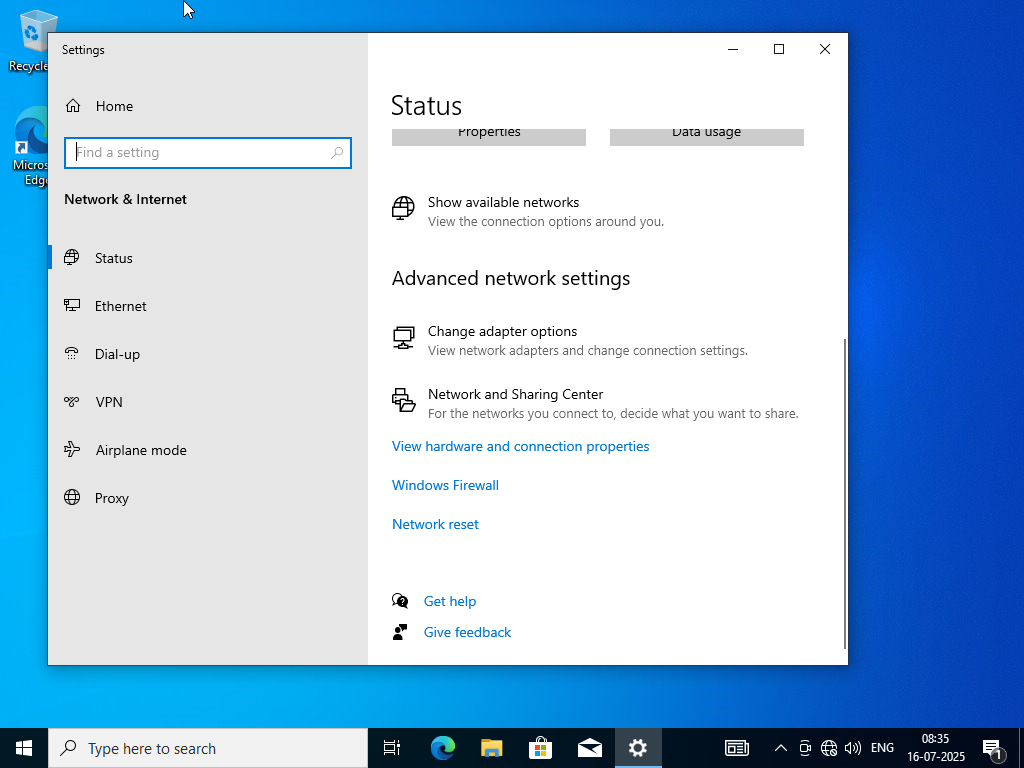 Recycle
Micros
Edge
Settings
Home
Find a setting
Network & Internet
Status
Ethernet
Dial-up
VPN
Airplane mode
Proxy
Status
Properties
Data usage
Show available networks
View the connection options around you.
Advanced network settings
Change adapter options
View network adapters and change connection settings.
Network and Sharing Center
For the networks you connect to, decide what you want to share.
View hardware and connection properties
Windows Firewall
Network reset
Get help
Give feedback
Type here to search
ENG
08:35
16-07-2025
1